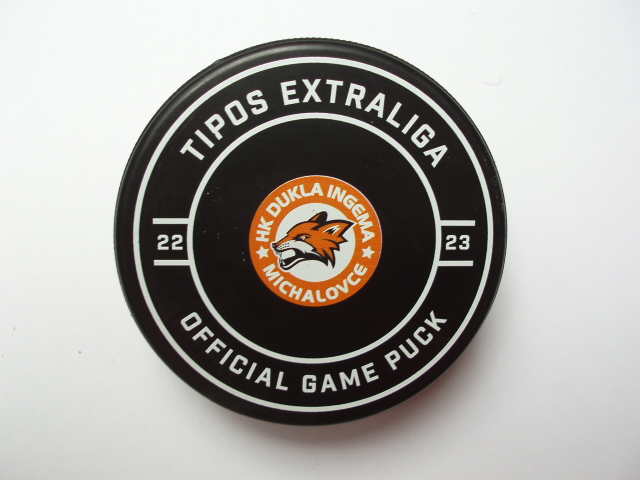 TIPOS EXTRALIGA
22
23
HK DUKLA INGEMA
MICHALOVCE
OFFICIAL GAME PUCK